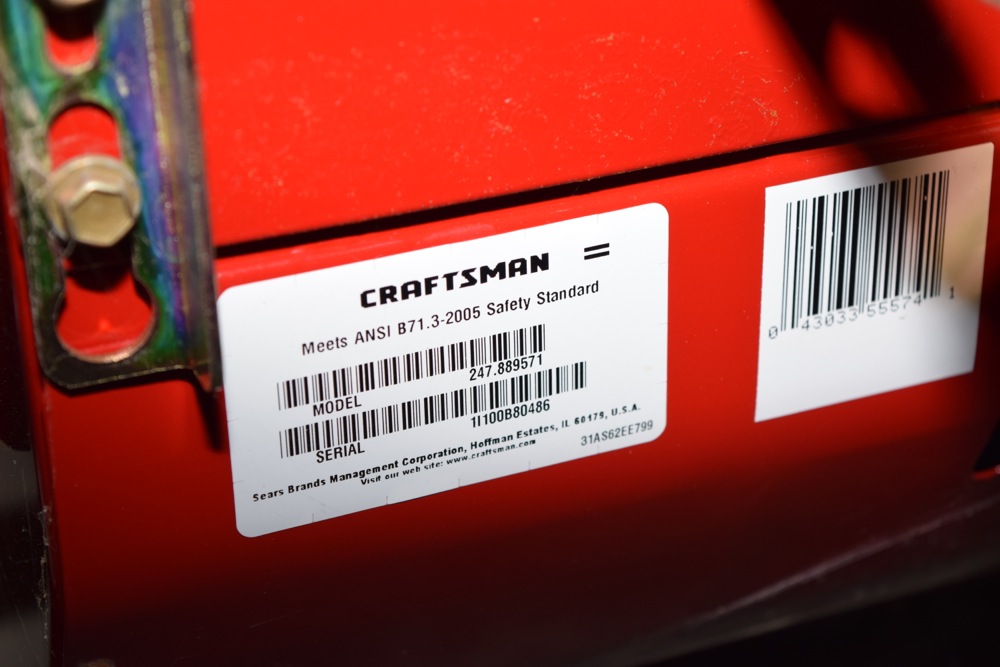 CRAFTSMAN
Meets ANSI B71.3-2005 Safety Standard
247.889571
MODEL
1I100B80486
SERIAL
Sears Brands Management Corporation, Hoffman Estates, IL 60179, U.S.A.
Visit our web site: www.craftsman.com
31AS62EE799
0 43033 55574 1